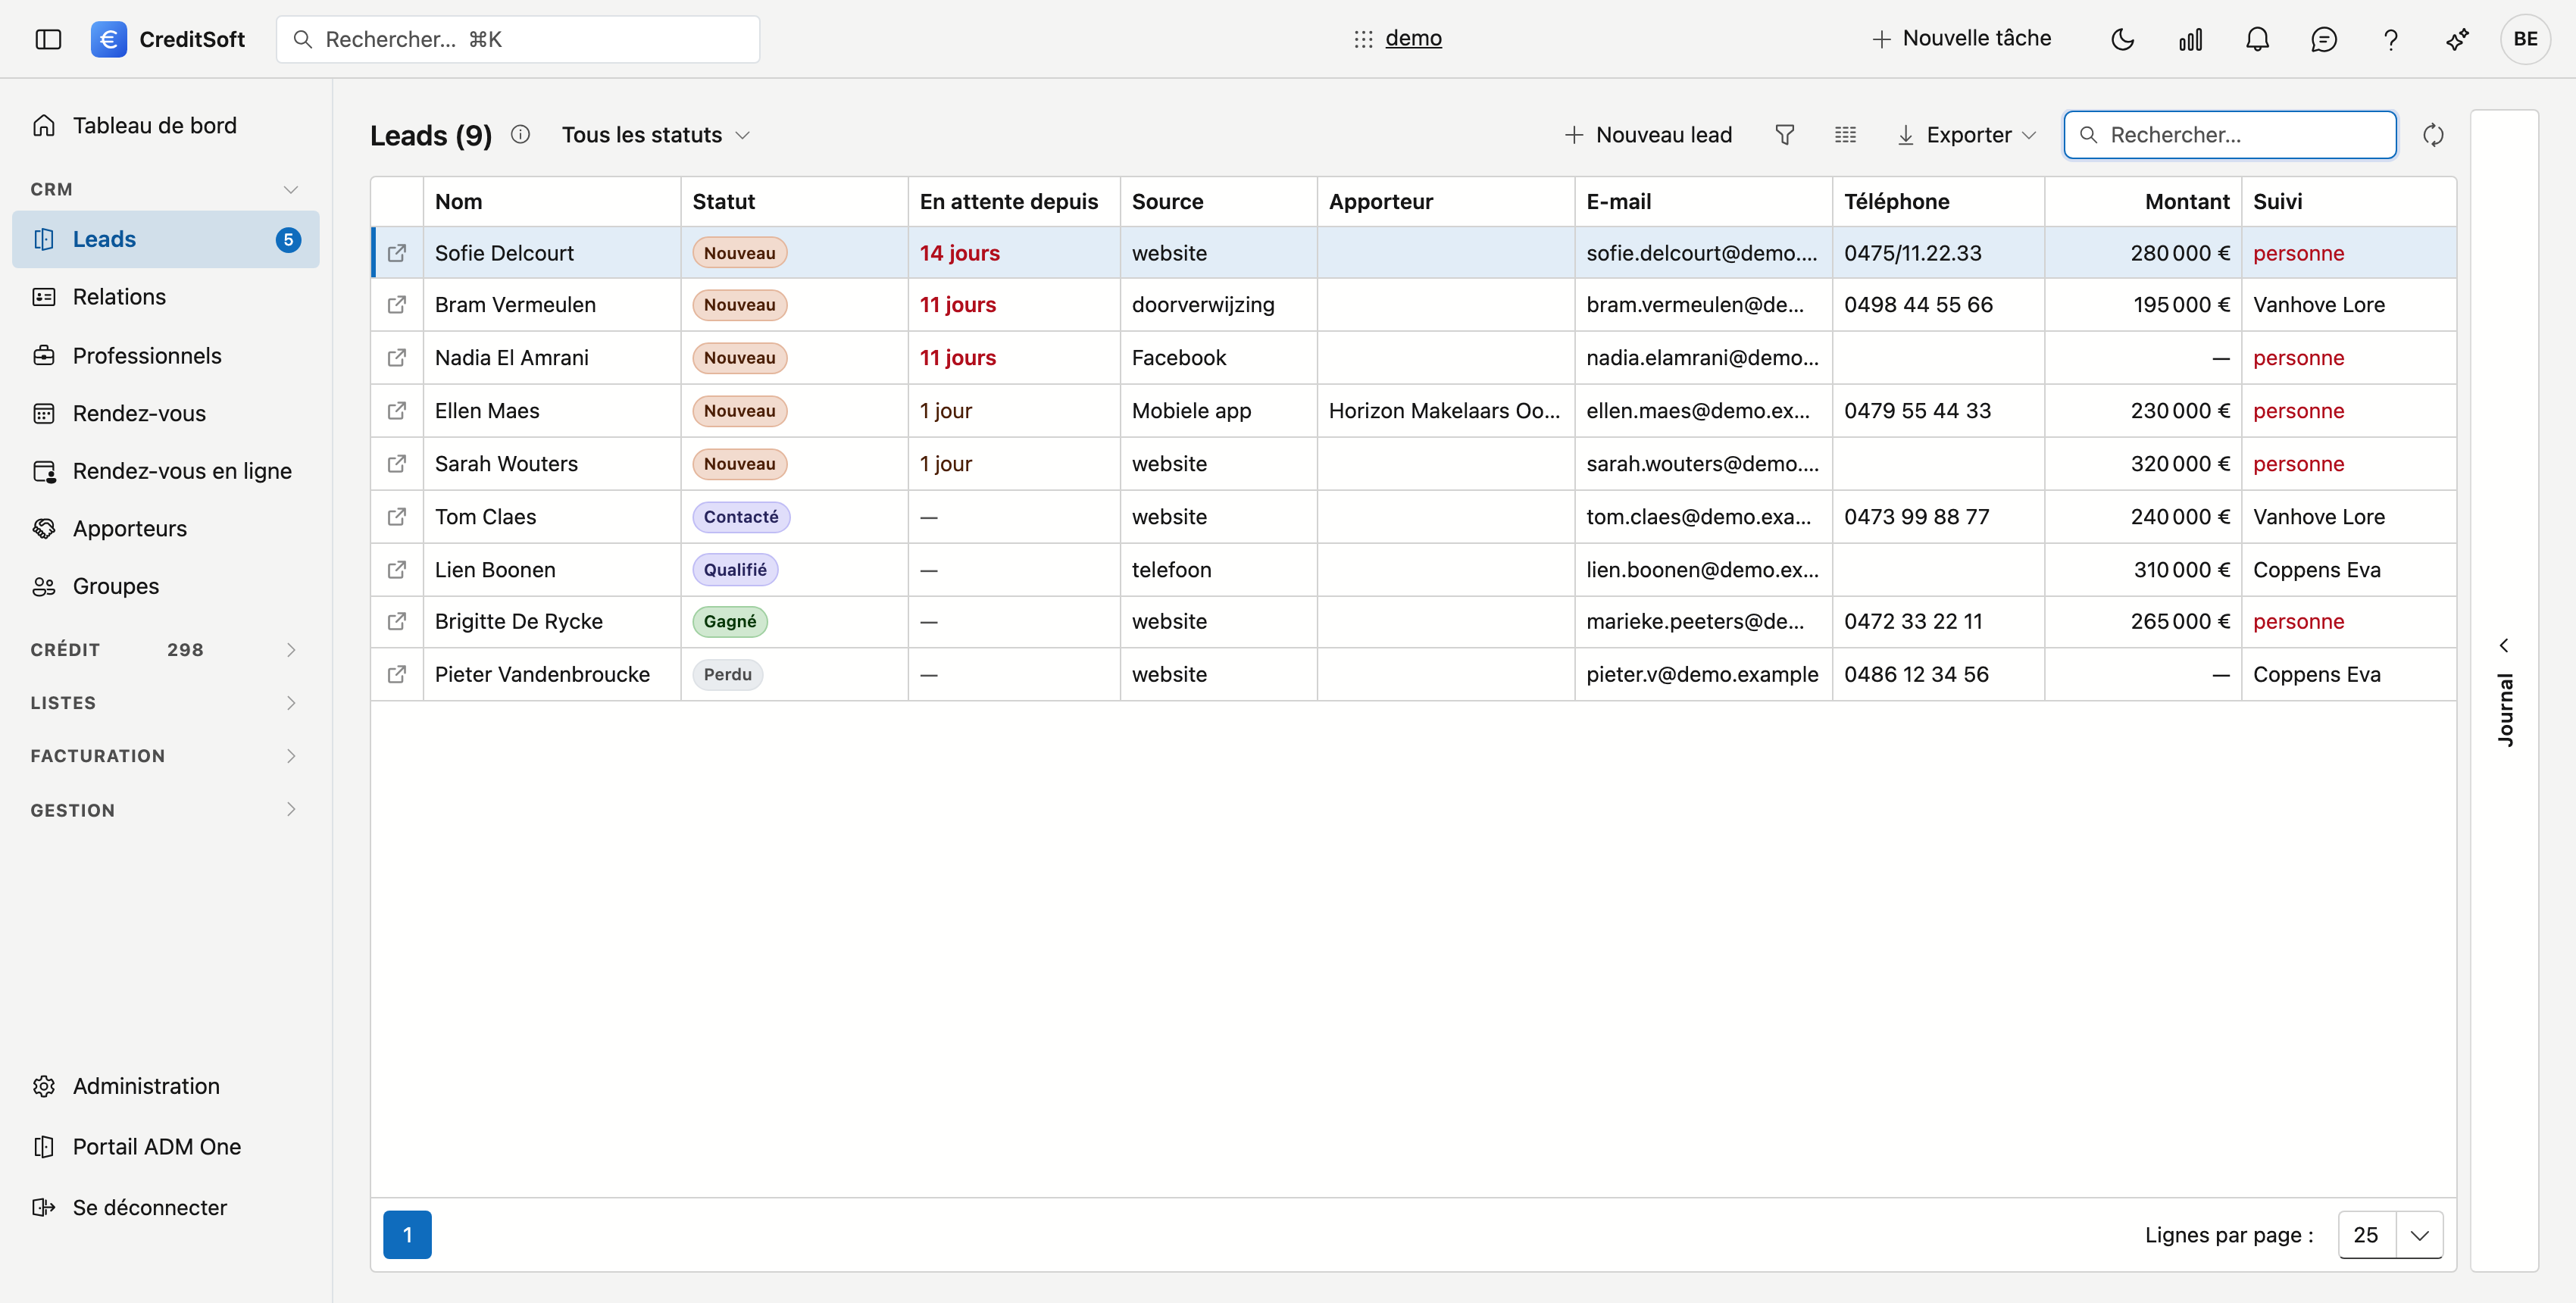 € CreditSoft Rechercher... ⌘K demo Nouvelle tâche ? BE
Tableau de bord
CRM
Leads 5
Relations
Professionnels
Rendez-vous
Rendez-vous en ligne
Apporteurs
Groupes
CRÉDIT 298
LISTES
FACTURATION
GESTION
Administration
Portail ADM One
Se déconnecter
Leads (9) Tous les statuts Nouveau lead Exporter Rechercher...
Nom Statut En attente depuis Source Apporteur E-mail Téléphone Montant Suivi
Sofie Delcourt Nouveau 14 jours website sofie.delcourt@demo.... 0475/11.22.33 280 000 € personne
Bram Vermeulen Nouveau 11 jours doorverwijzing bram.vermeulen@de... 0498 44 55 66 195 000 € Vanhove Lore
Nadia El Amrani Nouveau 11 jours Facebook nadia.elamrani@demo... — personne
Ellen Maes Nouveau 1 jour Mobiele app Horizon Makelaars Oo... ellen.maes@demo.ex... 0479 55 44 33 230 000 € personne
Sarah Wouters Nouveau 1 jour website sarah.wouters@demo.... 320 000 € personne
Tom Claes Contacté — website tom.claes@demo.exa... 0473 99 88 77 240 000 € Vanhove Lore
Lien Boonen Qualifié — telefoon lien.boonen@demo.ex... 310 000 € Coppens Eva
Brigitte De Rycke Gagné — website marieke.peeters@de... 0472 33 22 11 265 000 € personne
Pieter Vandenbroucke Perdu — website pieter.v@demo.example 0486 12 34 56 — Coppens Eva
1 Lignes par page : 25
Journal